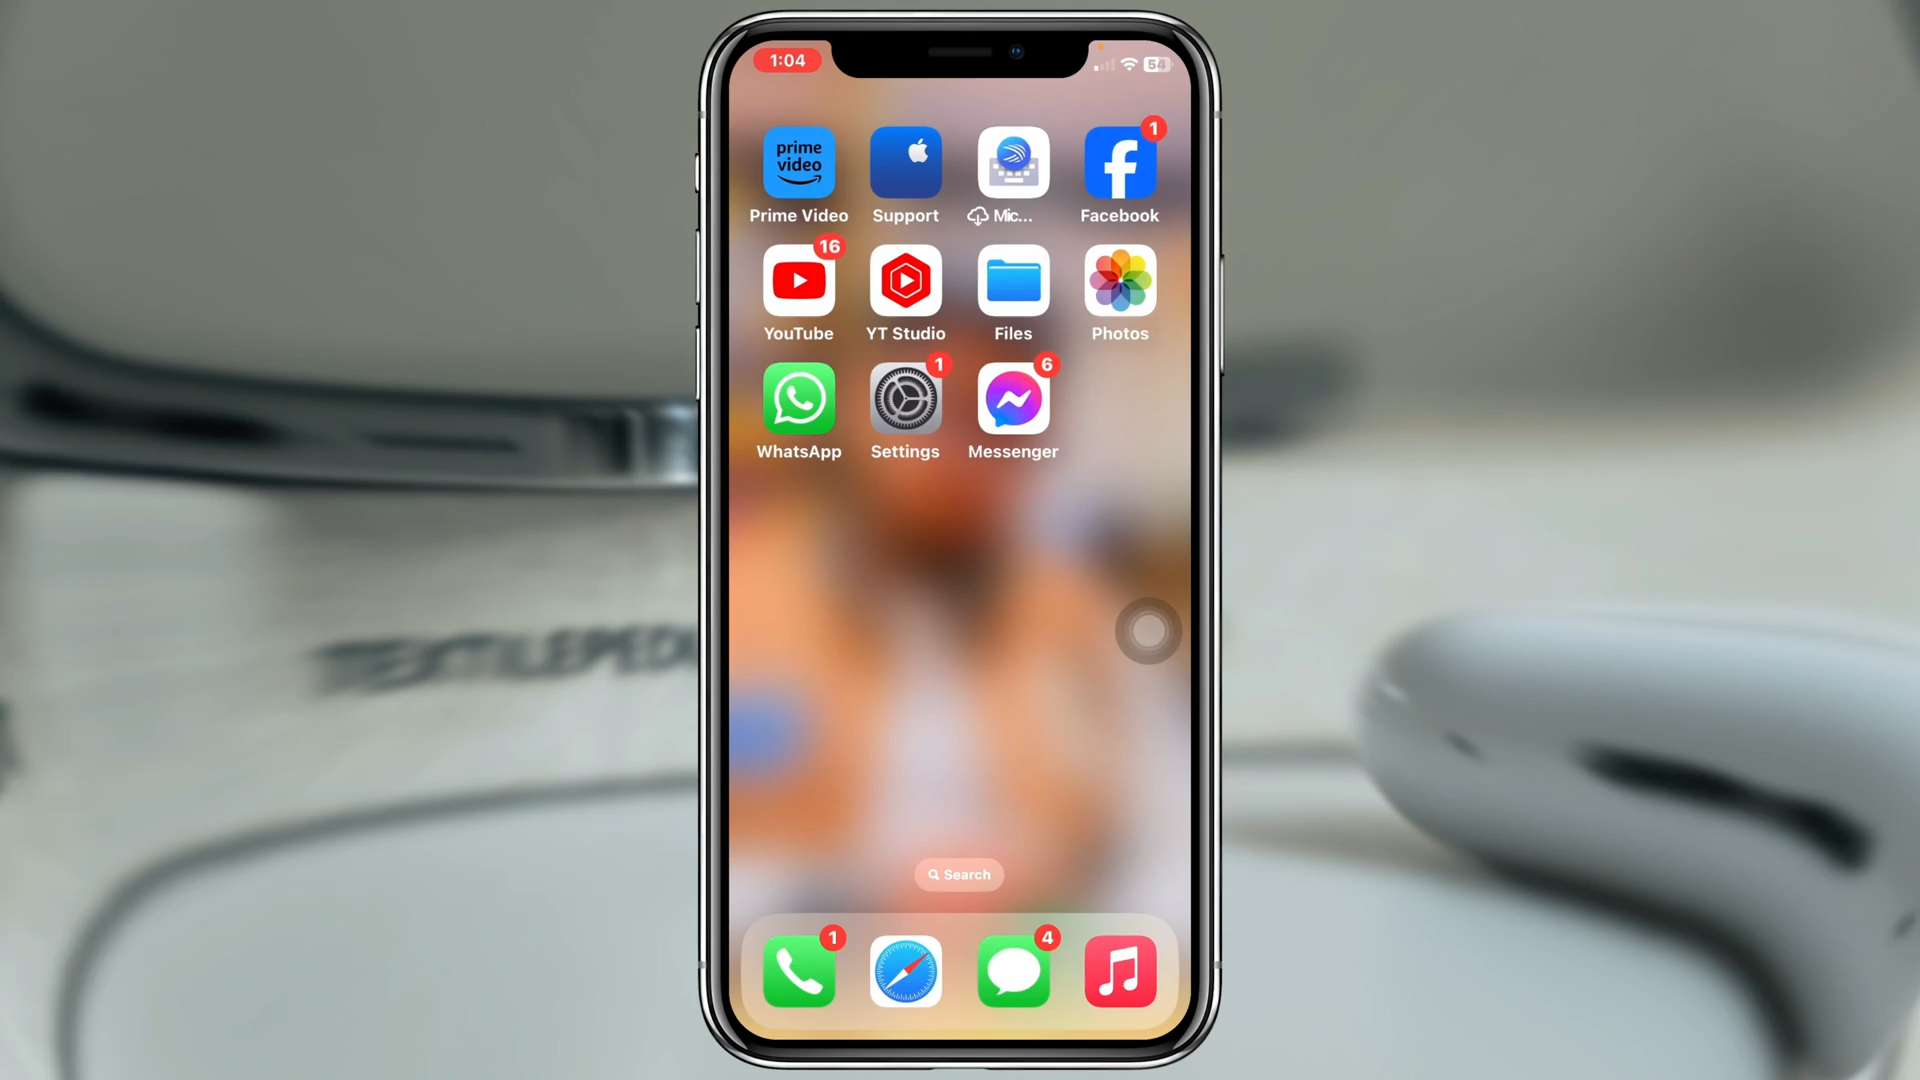 1:04
54
prime
video
1
Prime Video
Support
Mic...
Facebook
16
YouTube
YT Studio
Files
Photos
1
6
WhatsApp
Settings
Messenger
TEXTILEPED
Search
1
4